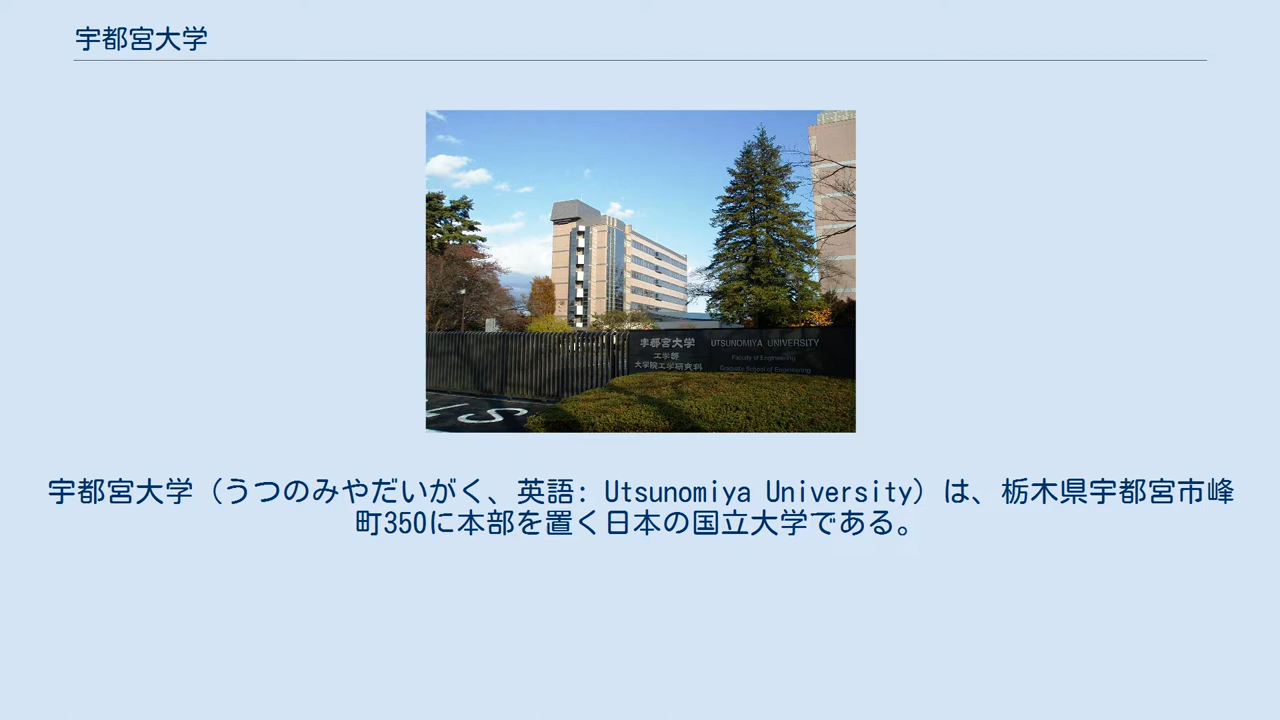 宇都宮大学
宇都宮大学 UTSUNOMIYA UNIVERSITY
工学部 Faculty of Engineering
大学院工学研究科 Graduate School of Engineering
宇都宮大学（うつのみやだいがく、英語: Utsunomiya University）は、栃木県宇都宮市峰
町350に本部を置く日本の国立大学である。